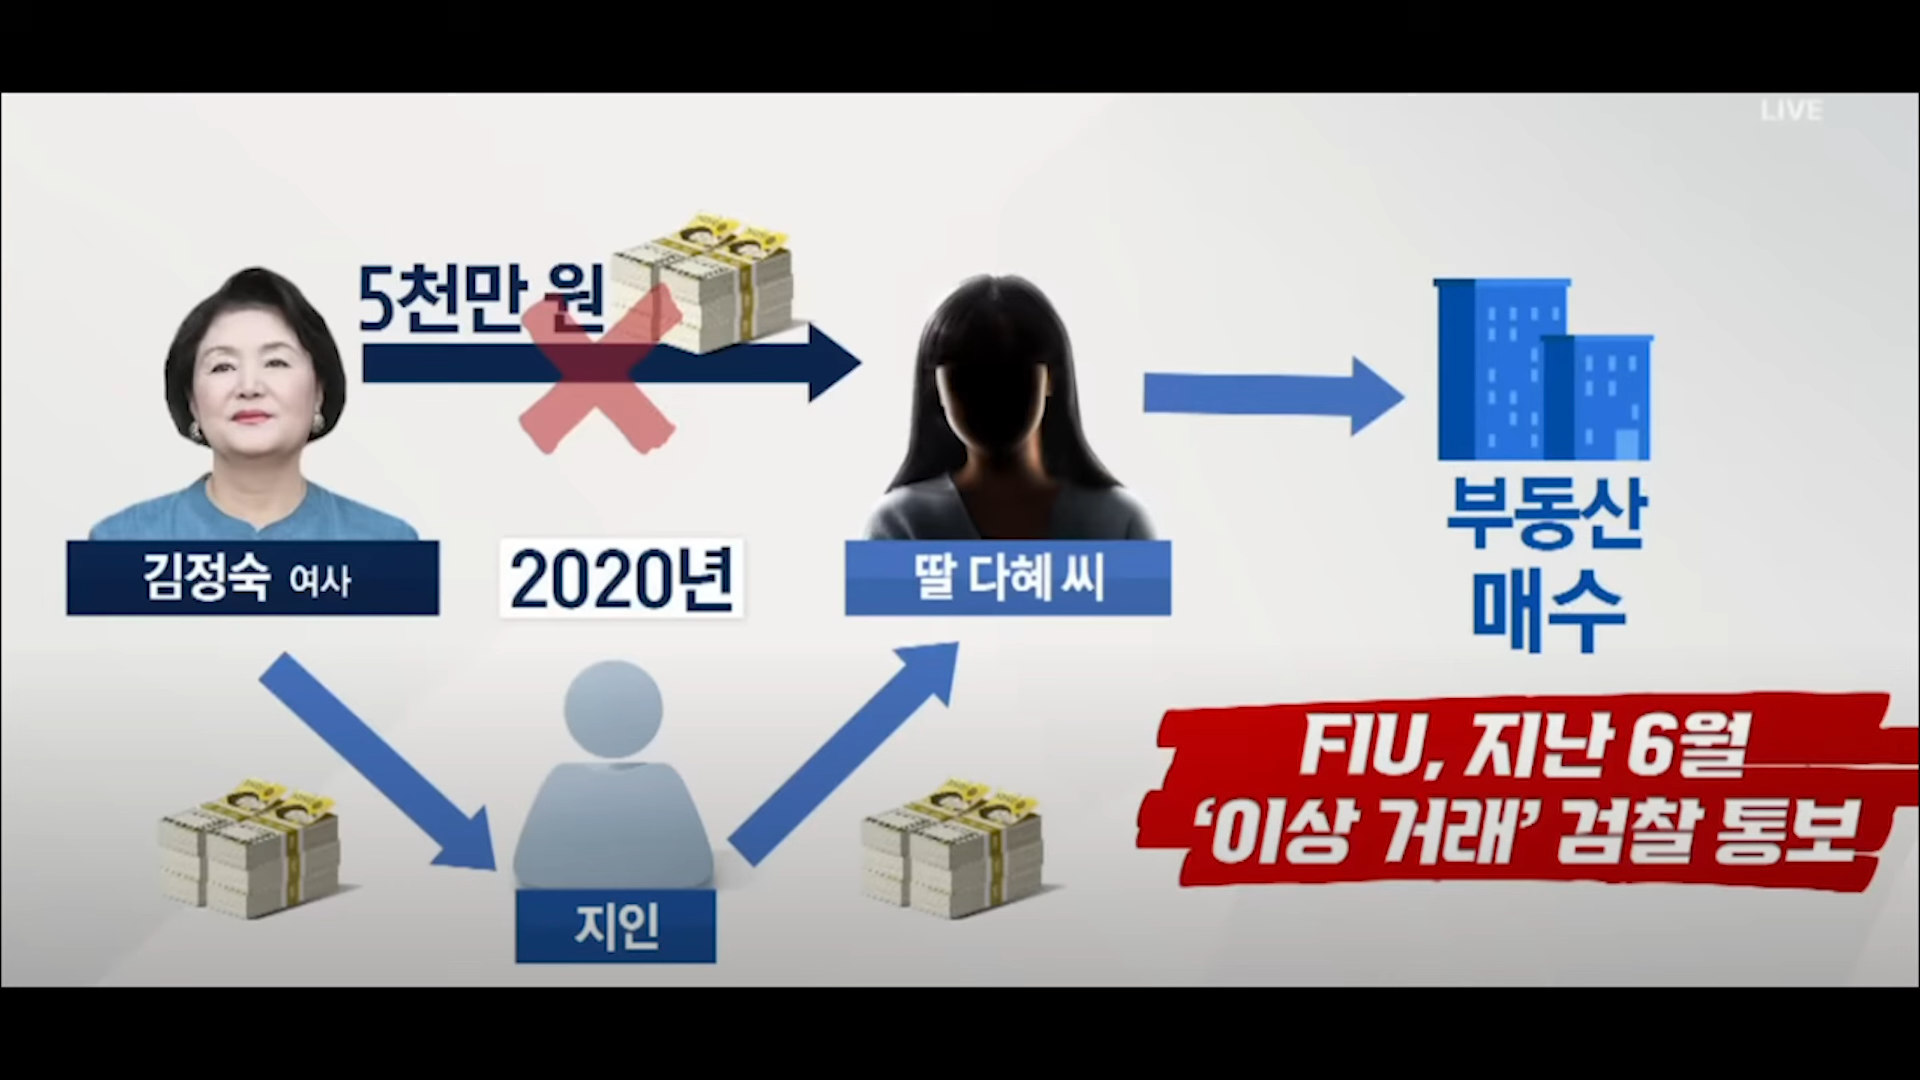 LIVE
5천만 원
김정숙 여사
2020년
딸 다혜 씨
부동산
매수
지인
FIU, 지난 6월
‘이상 거래’ 검찰 통보